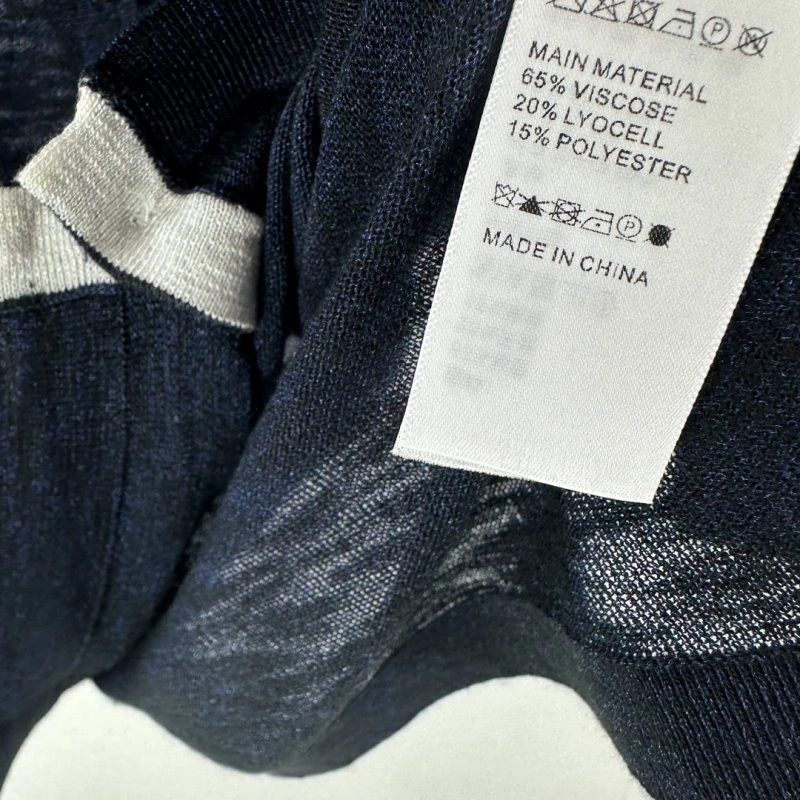 MAIN MATERIAL
65% VISCOSE
20% LYOCELL
15% POLYESTER
P
MADE IN CHINA